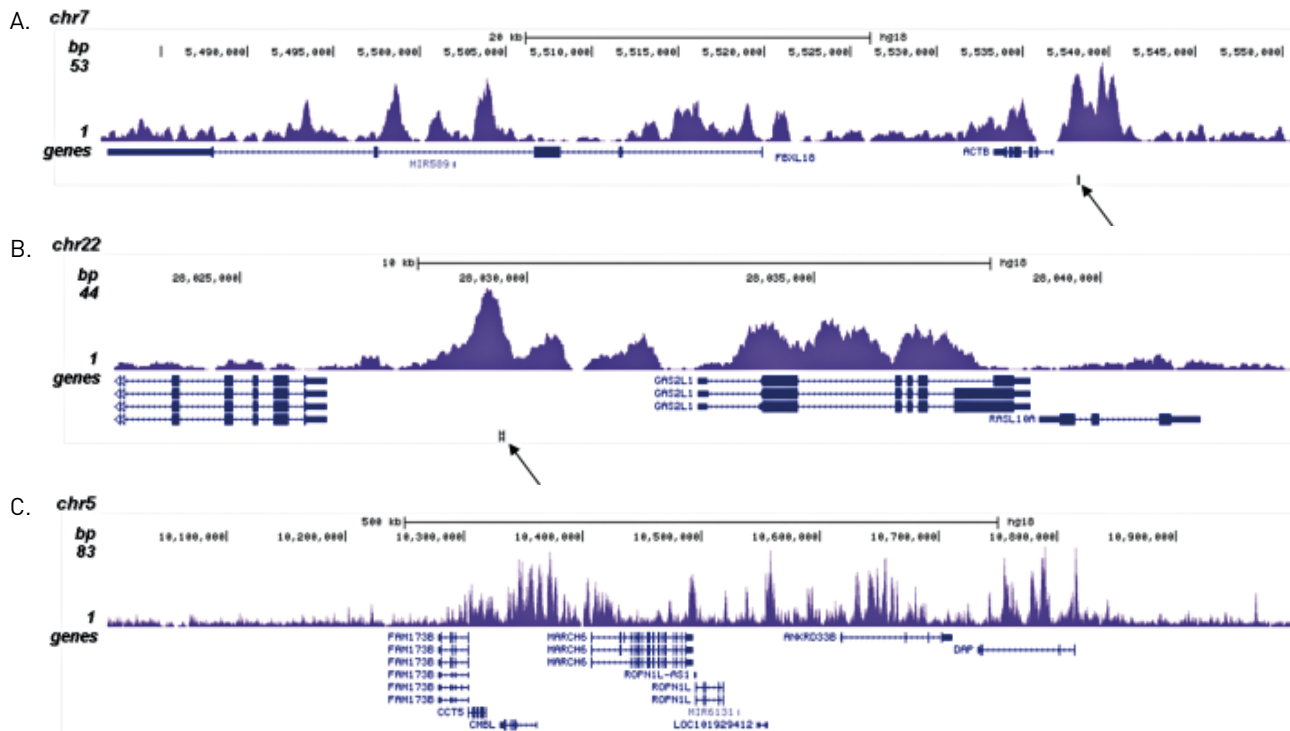 A.
chr7
20 kb hg18
bp 5,490,000 5,495,000 5,500,000 5,505,000 5,510,000 5,515,000 5,520,000 5,525,000 5,530,000 5,535,000 5,540,000 5,545,000 5,550,000
53
1
genes
FBXL18 ACTB
MIR589
B.
chr22
10 kb hg18
bp 28,025,000 28,030,000 28,035,000 28,040,000
44
1
genes
GAS2L1
GAS2L1
GAS2L1
RASL10A
C.
chr5
500 kb hg18
bp 10,100,000 10,200,000 10,300,000 10,400,000 10,500,000 10,600,000 10,700,000 10,800,000 10,900,000
83
1
genes
FAM173B MARCH6 ANKRD33B
FAM173B MARCH6 DAP
FAM173B MARCH6
FAM173B ROPN1L-AS1
FAM173B ROPN1L
FAM173B ROPN1L
CCT5 MIR6131
CMBL LOC101929412